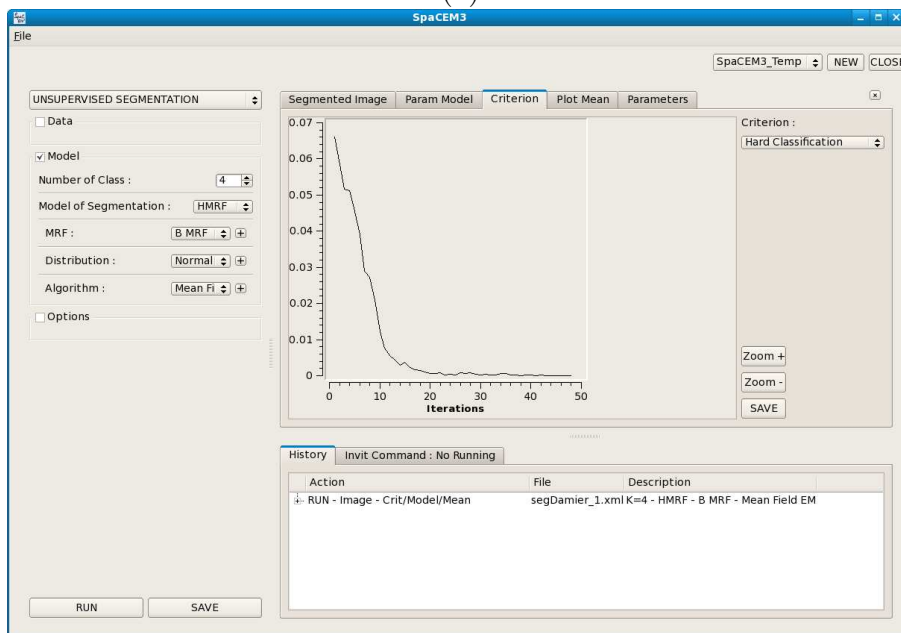 SpaCEM3
File
SpaCEM3_Temp NEW CLOSE
UNSUPERVISED SEGMENTATION
Data
Model
Number of Class : 4
Model of Segmentation : HMRF
MRF : B MRF
Distribution : Normal
Algorithm : Mean Fi
Options
RUN SAVE
Segmented Image Param Model Criterion Plot Mean Parameters
0.07
0.06
0.05
0.04
0.03
0.02
0.01
0
0 10 20 30 40 50
Iterations
Criterion :
Hard Classification
Zoom +
Zoom -
SAVE
History Invit Command : No Running
Action File Description
RUN - Image - Crit/Model/Mean segDamier_1.xml K=4 - HMRF - B MRF - Mean Field EM